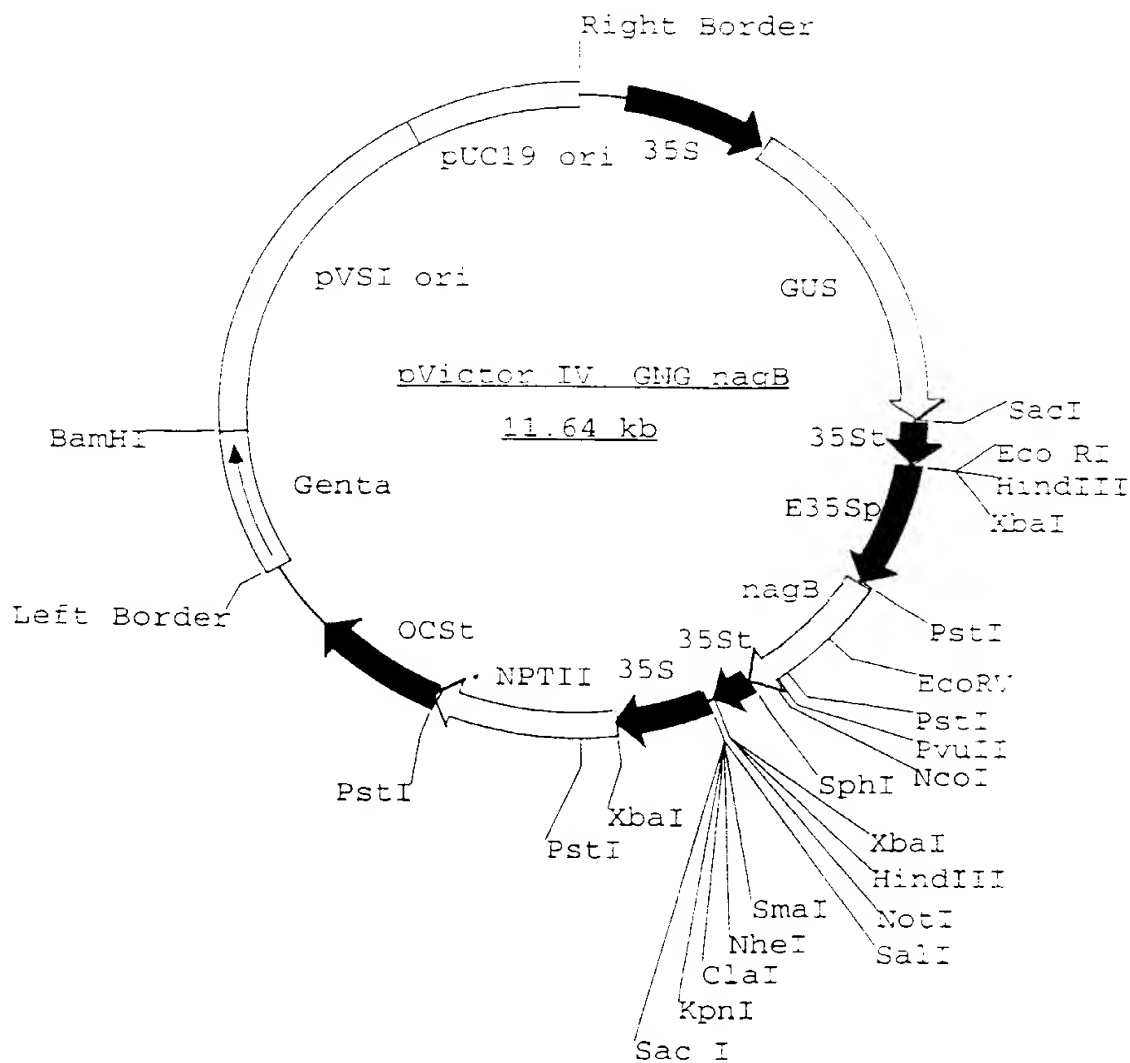 Right Border
35S
pUC19 ori
pVSI ori
GUS
pVictor IV GNG nagB
11.64 kb
SacI
35St
Eco RI
BamHI
HindIII
Genta
E35Sp
XbaI
nagB
Left Border
PstI
OCSt
35St
35S
NPTII
EcoRV
PstI
PvuII
NcoI
SphI
PstI
XbaI
PstI
XbaI
HindIII
SmaI
NotI
NheI
SalI
ClaI
KpnI
Sac I